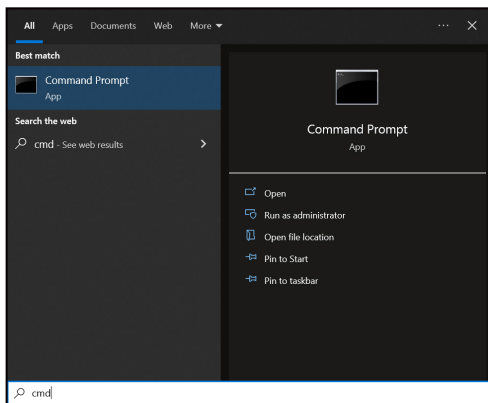 All Apps Documents Web More
Best match
Command Prompt
App
Search the web
cmd - See web results
Command Prompt
App
Open
Run as administrator
Open file location
Pin to Start
Pin to taskbar
cmd